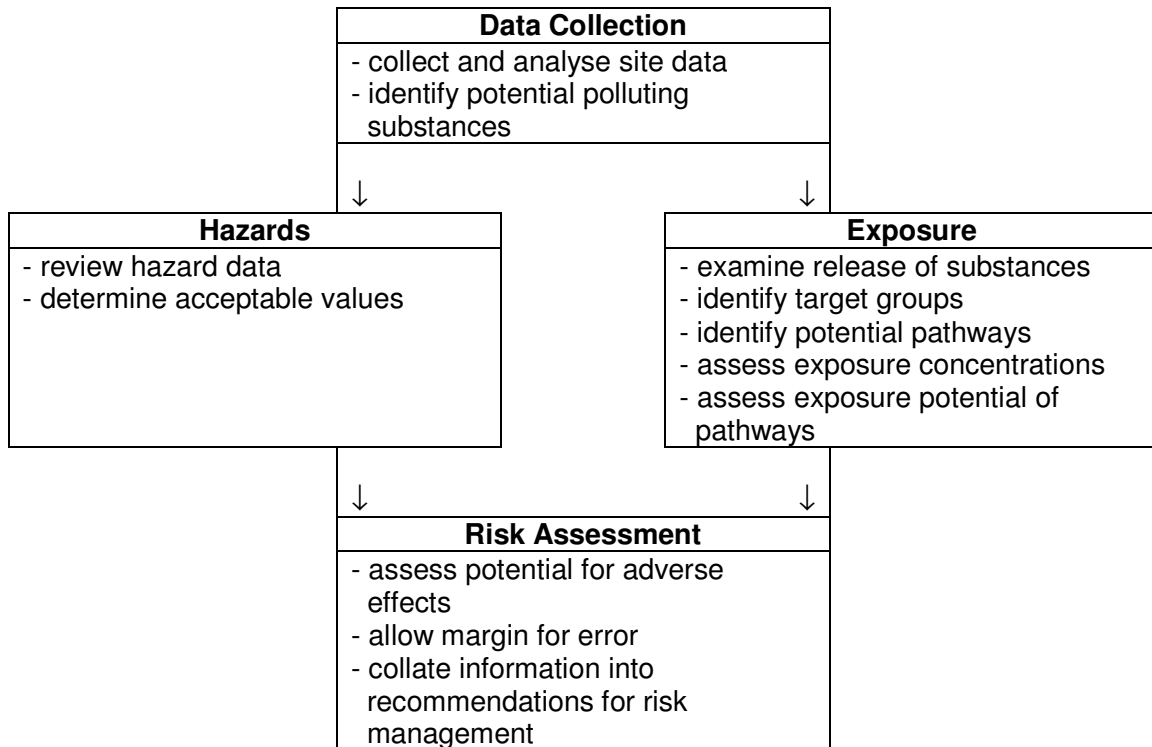 Data Collection
- collect and analyse site data
- identify potential polluting
substances
↓ ↓
Hazards
- review hazard data
- determine acceptable values
Exposure
- examine release of substances
- identify target groups
- identify potential pathways
- assess exposure concentrations
- assess exposure potential of
pathways
↓ ↓
Risk Assessment
- assess potential for adverse
effects
- allow margin for error
- collate information into
recommendations for risk
management